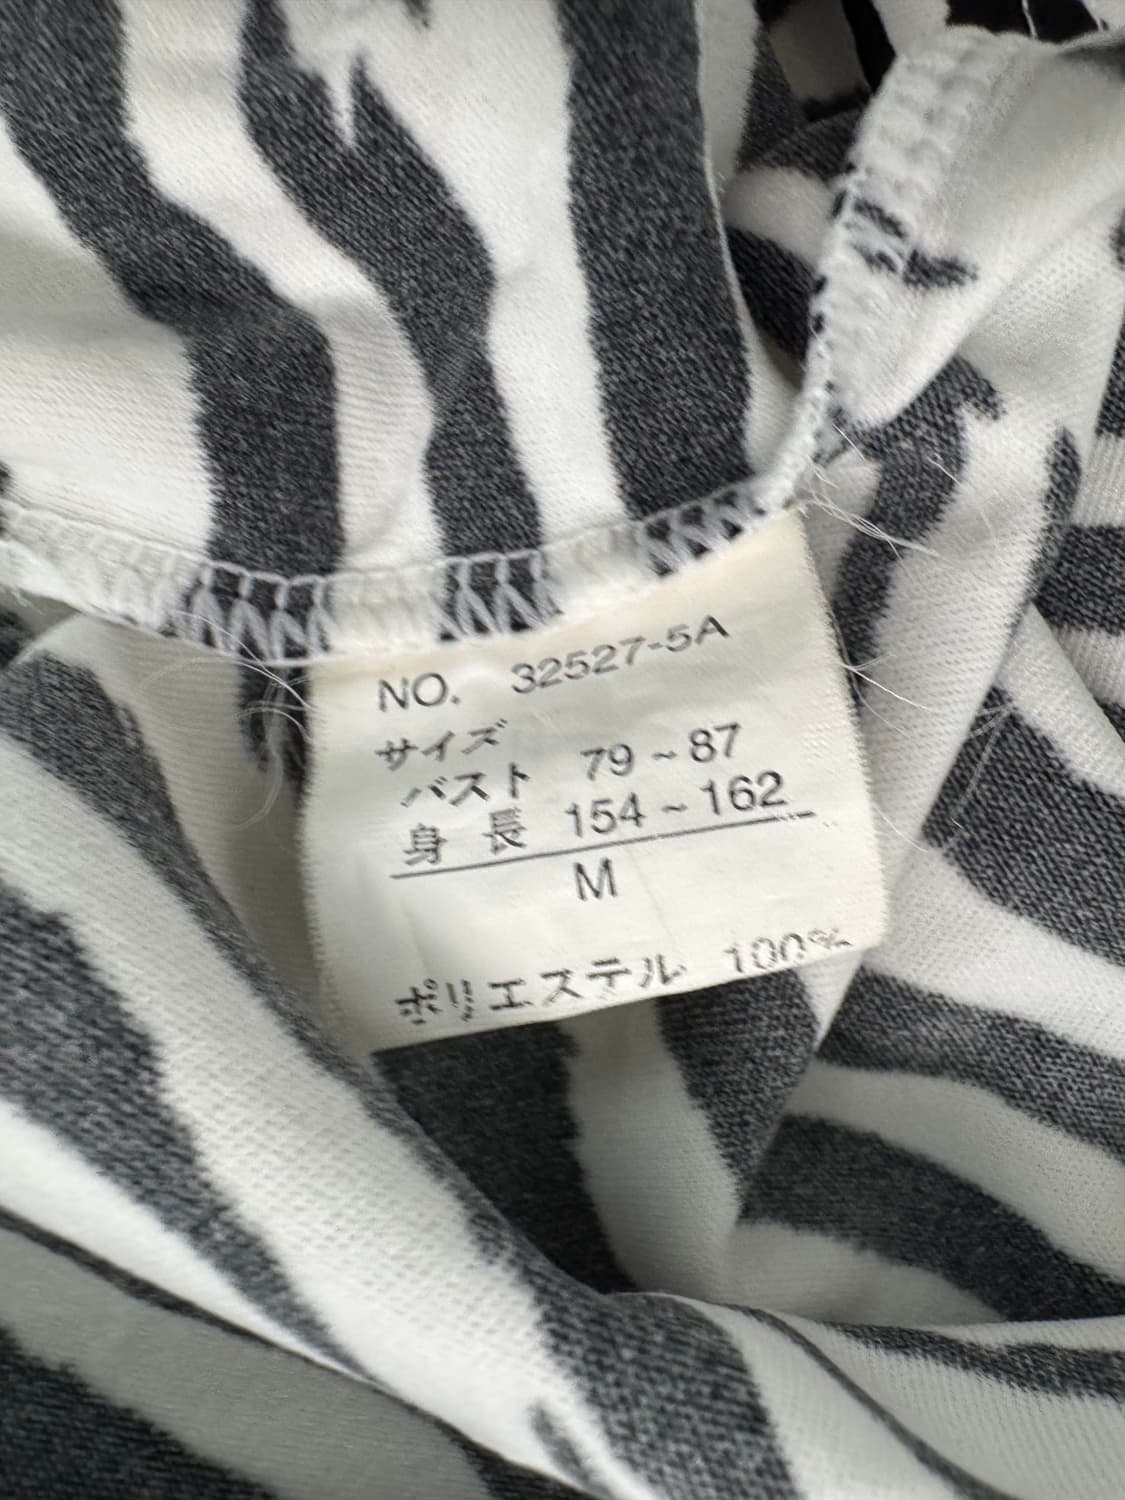 NO. 32527-5A
サイズ
バスト 79~87
身長 154~162
M
ポリエステル 100%